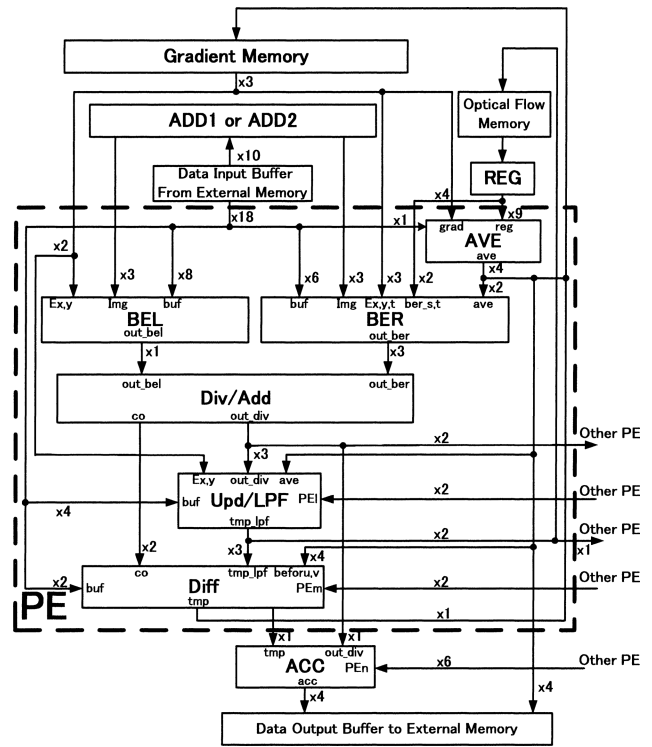 Gradient Memory
x3
ADD1 or ADD2
Optical Flow
Memory
x10
Data Input Buffer
From External Memory
REG
x18
x4
x9
x1
grad
reg
AVE
ave
x2
x3
x8
x6
x3
x3
x2
x4
x2
Ex,y
Img
buf
BEL
out_bel
buf
Img
Ex,y,t
ber_s,t
ave
BER
out_ber
x1
x3
out_bel
out_ber
Div/Add
co
out_div
x2
Other PE
x3
Ex,y
out_div
ave
buf
Upd/LPF
PEl
tmp_lpf
x4
x2
Other PE
x2
Other PE
x1
x2
x3
x4
co
tmp_lpf
beforu,v
x2
buf
Diff
PEm
tmp
x2
Other PE
PE
x1
x1
x1
tmp
out_div
ACC
PEn
acc
x6
Other PE
x4
x4
Data Output Buffer to External Memory